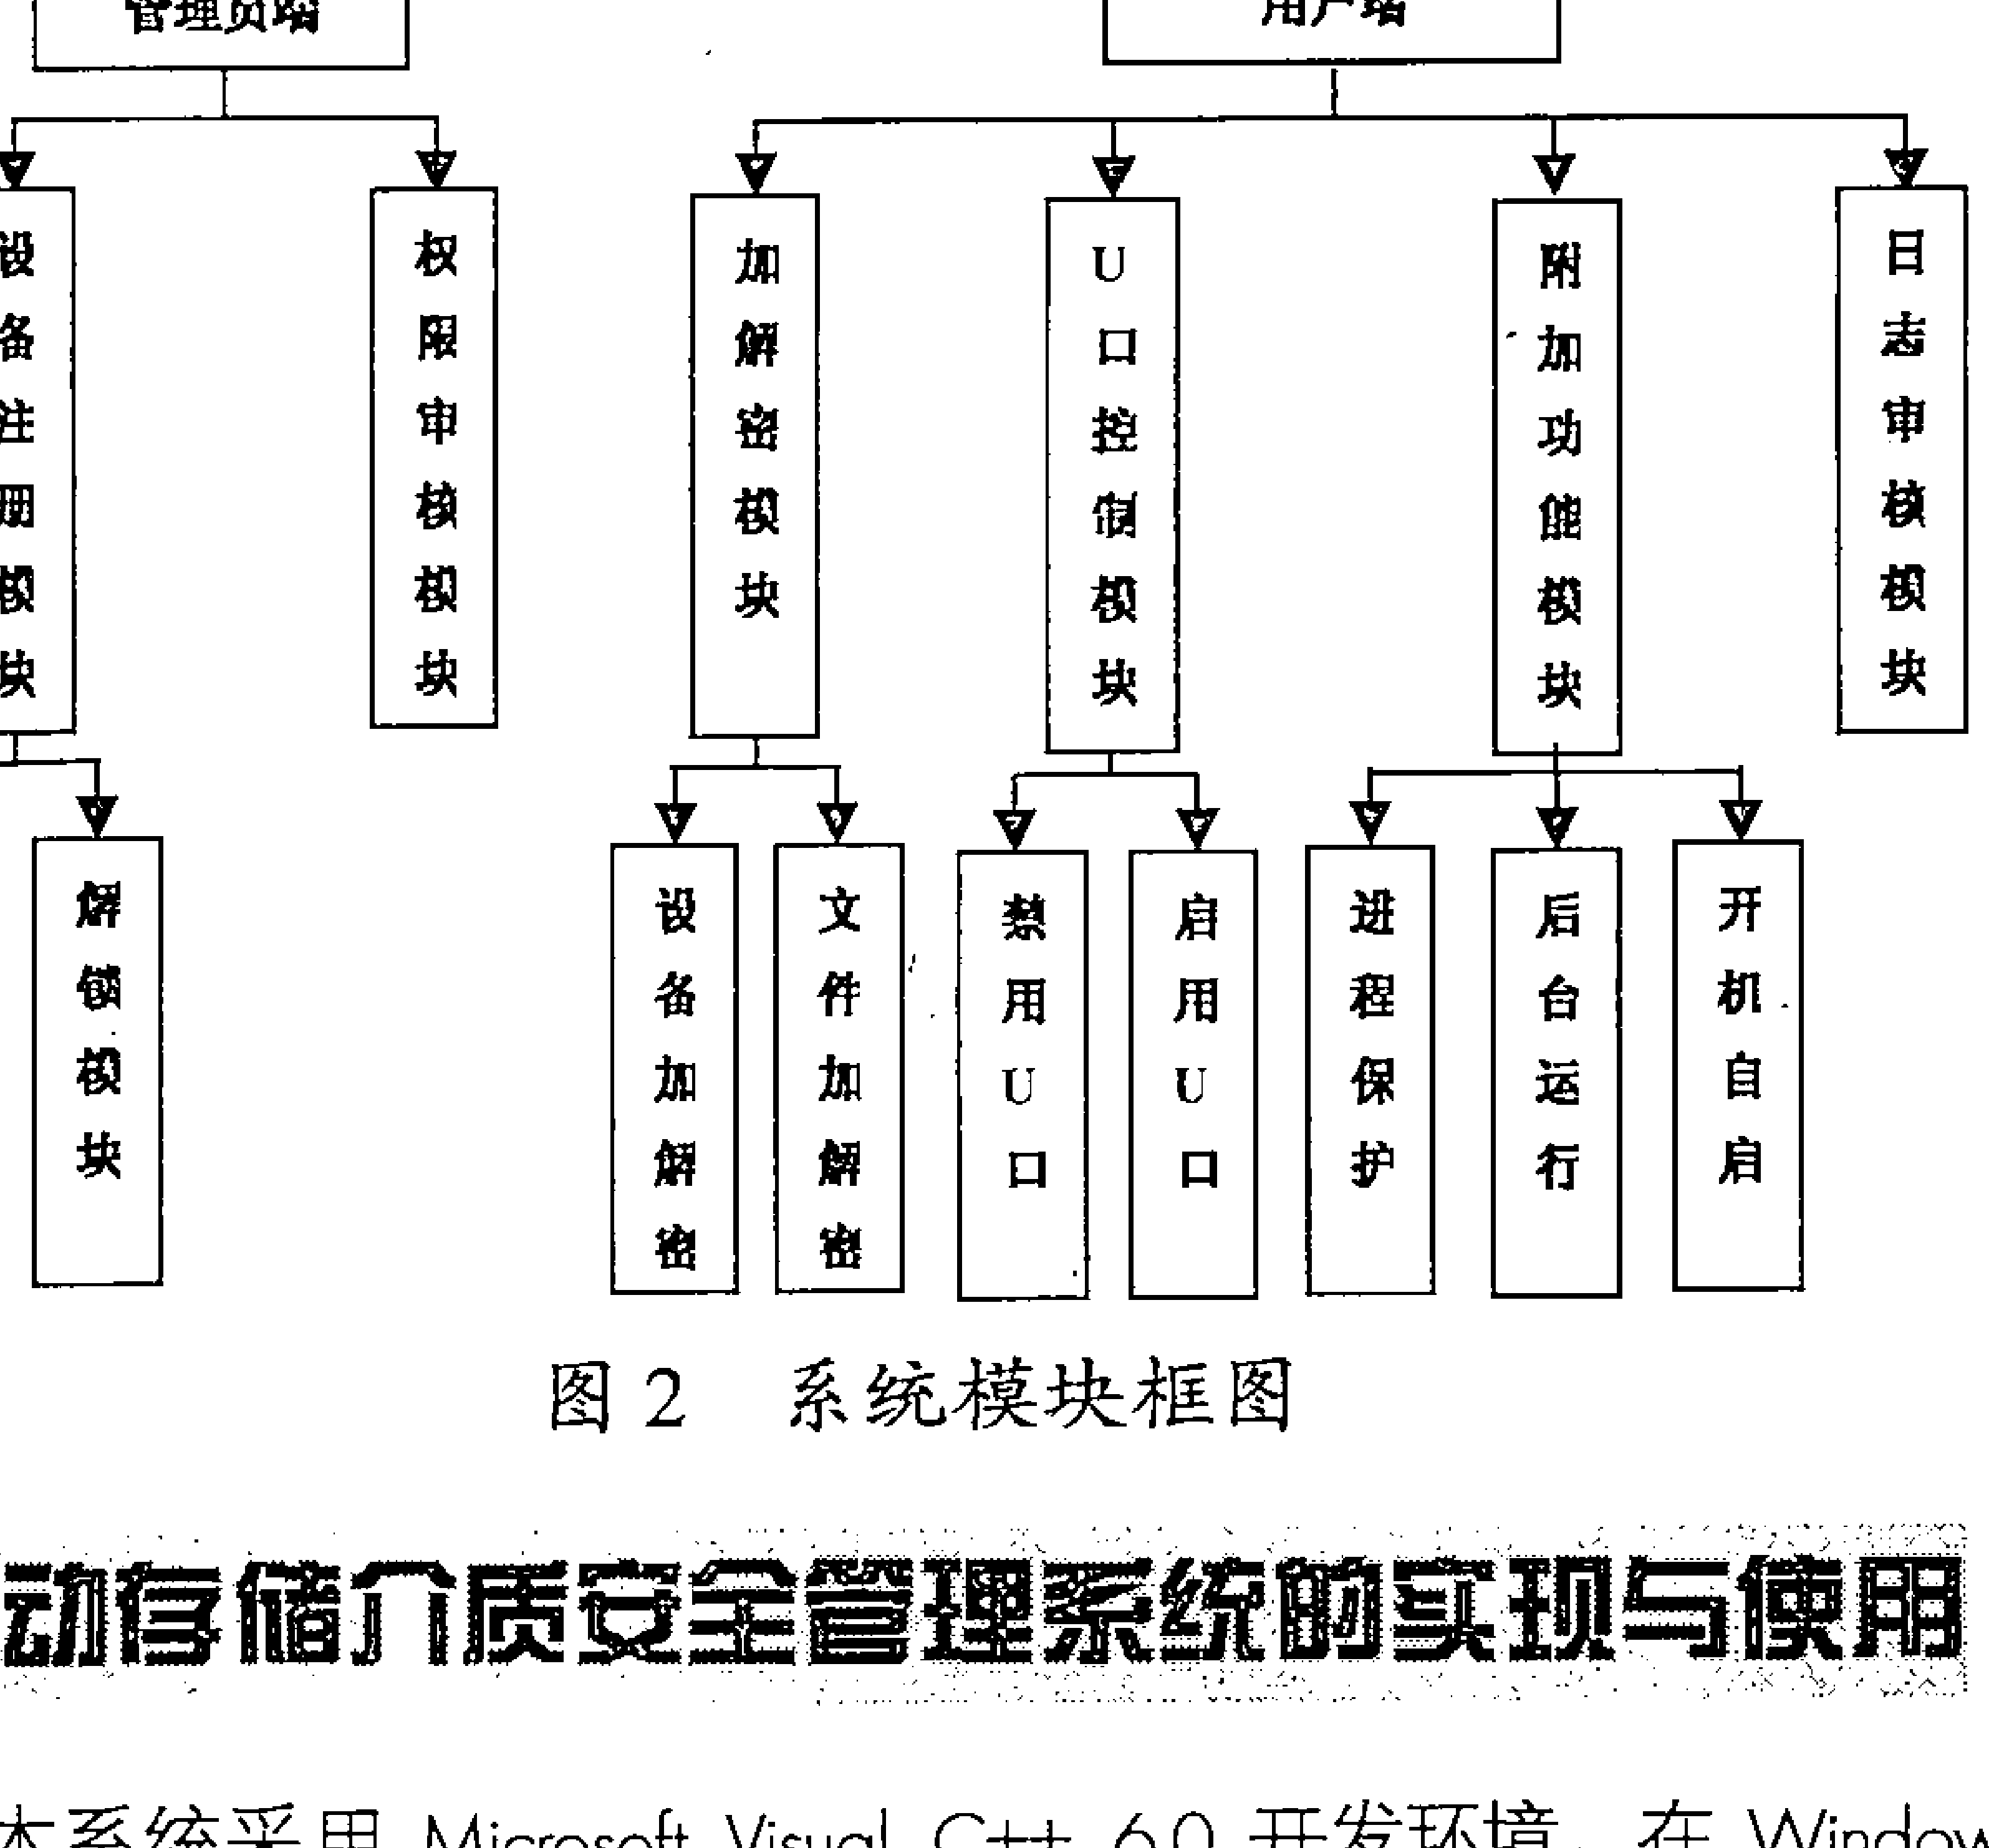 管理员端
用户端
设备注册模块
权限审核模块
加解密模块
U口控制模块
附加功能模块
日志审核模块
解锁模块
设备加解密
文件加解密
禁用U口
启用U口
进程保护
后台运行
开机自启
图 2 系统模块框图
动存储介质安全管理系统的实现与使用
本系统采用 Microsoft Visual C++ 6.0 开发环境，在 Window